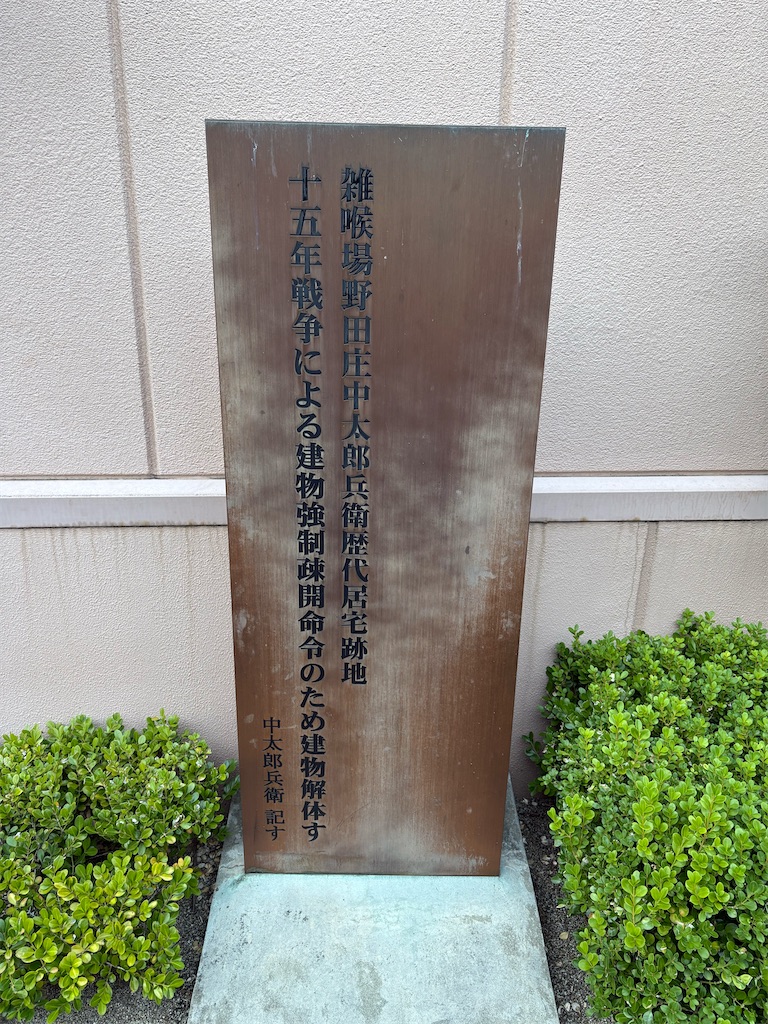 雑喉場野田庄中太郎兵衛歴代居宅跡地
十五年戦争による建物強制疎開命令のため建物解体す
中太郎兵衛 記す